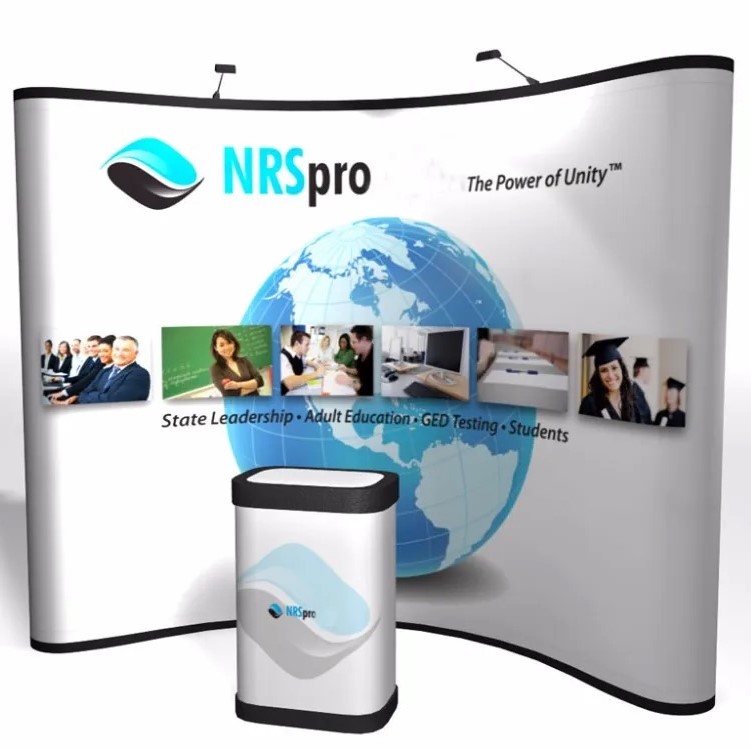 NRSpro
The Power of Unity™
State Leadership • Adult Education • GED Testing • Students
NRSpro